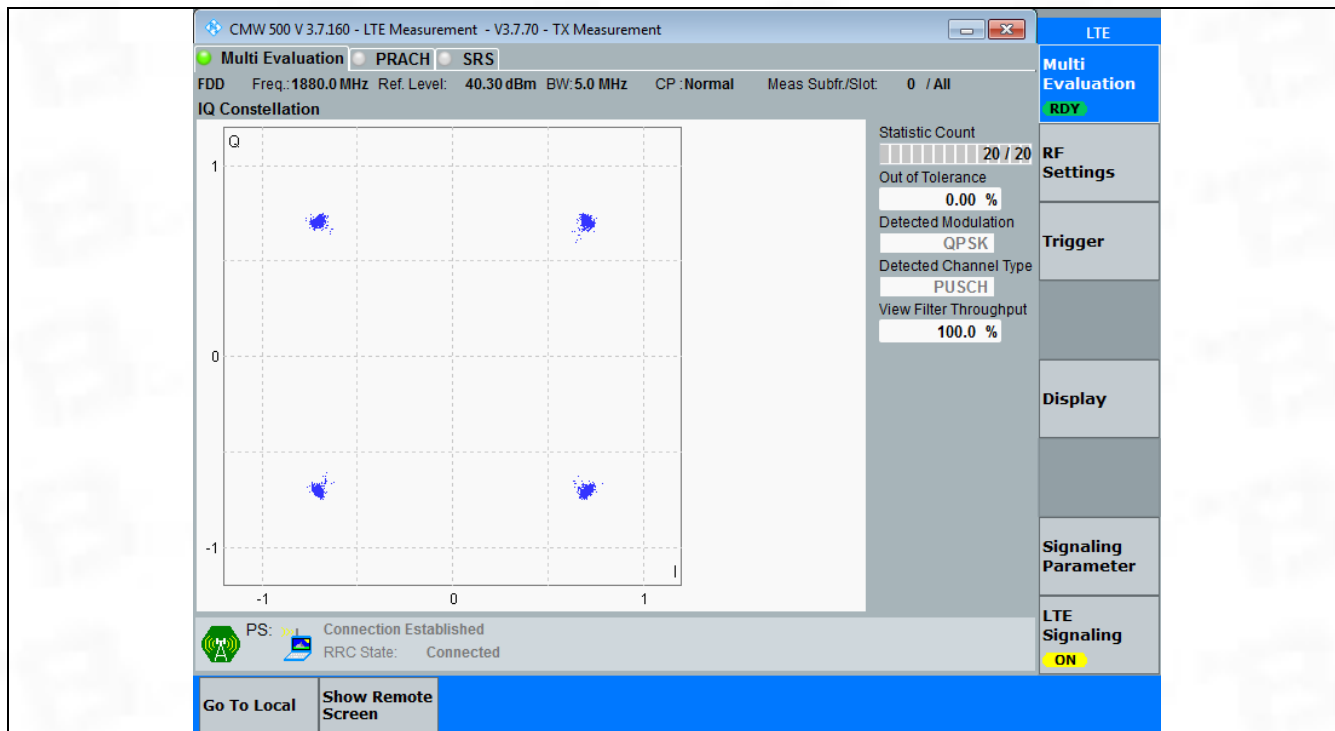 CMW 500 V 3.7.160 - LTE Measurement - V3.7.70 - TX Measurement
LTE
Multi Evaluation PRACH SRS
FDD Freq.:1880.0 MHz Ref. Level: 40.30 dBm BW:5.0 MHz CP :Normal Meas Subfr./Slot: 0 / All
IQ Constellation
Q
1
0
-1
I
-1 0 1
Statistic Count
20 / 20
Out of Tolerance
0.00 %
Detected Modulation
QPSK
Detected Channel Type
PUSCH
View Filter Throughput
100.0 %
Multi
Evaluation
RDY
RF
Settings
Trigger
Display
Signaling
Parameter
LTE
Signaling
ON
PS: Connection Established
RRC State: Connected
Go To Local
Show Remote
Screen